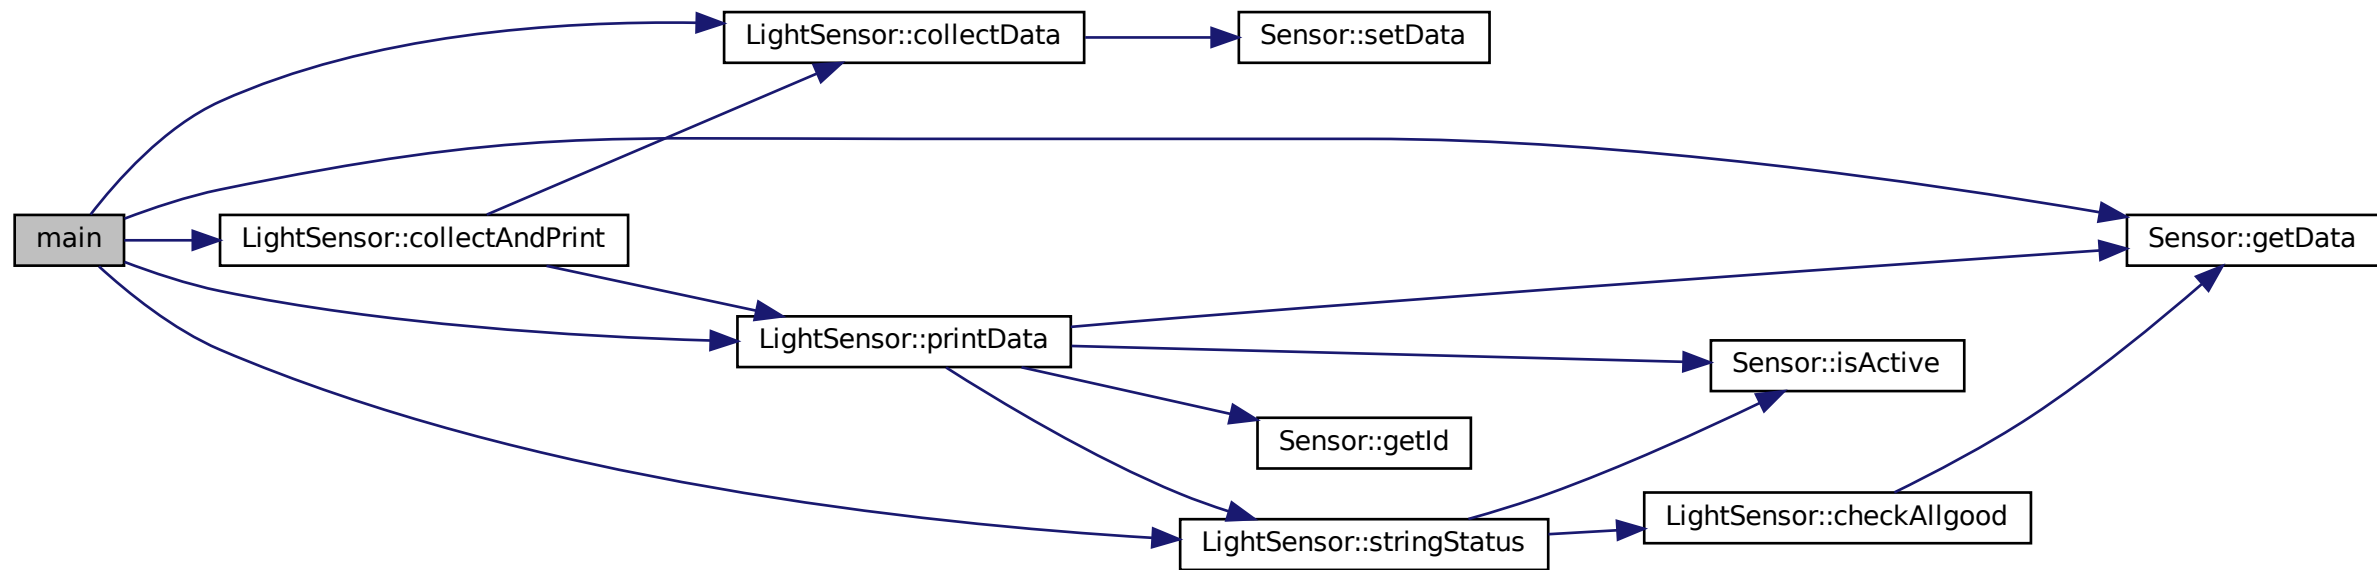 LightSensor::collectData
Sensor::setData
main
LightSensor::collectAndPrint
Sensor::getData
LightSensor::printData
Sensor::isActive
Sensor::getId
LightSensor::checkAllgood
LightSensor::stringStatus